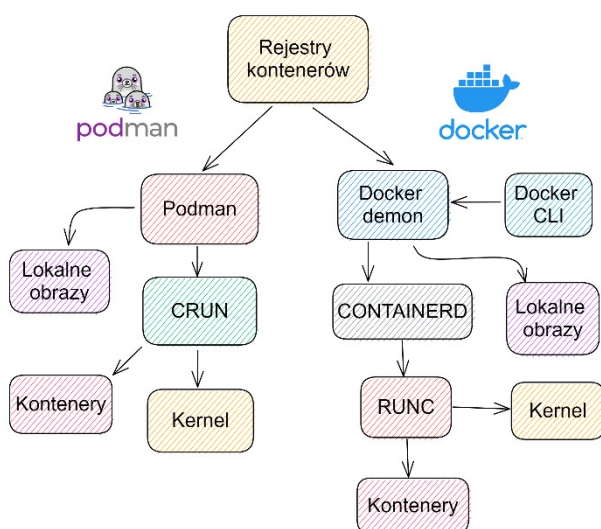 Rejestry
kontenerów
podman
docker
Podman
Docker
demon
Docker
CLI
Lokalne
obrazy
CRUN
CONTAINERD
Lokalne
obrazy
Kontenery
Kernel
RUNC
Kernel
Kontenery